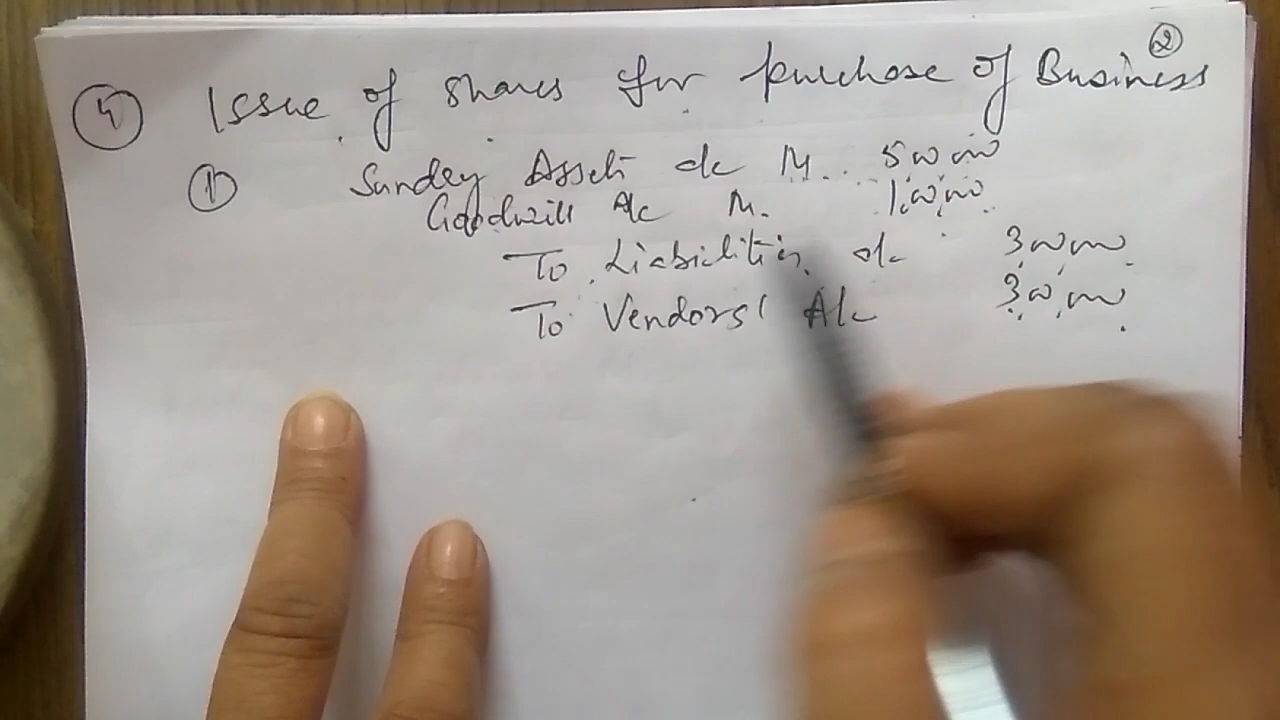 ②
④ Issue of shares for purchase of Business
① Sundry Assets a/c Dr. 5,00,000
Goodwill A/c Dr. 1,00,000
To Liabilities a/c 3,00,000
To Vendors' A/c 3,00,000